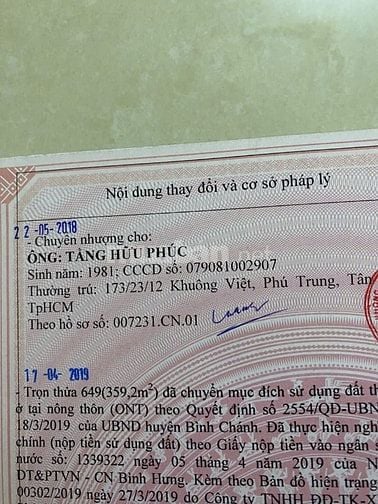 Nội dung thay đổi và cơ sở pháp lý
22-05-2018
- Chuyển nhượng cho:
ÔNG: TĂNG HỮU PHÚC
Sinh năm: 1981; CCCD số: 079081002907
Thường trú: 173/23/12 Khuông Việt, Phú Trung, Tân
TpHCM
Theo hồ sơ số: 007231.CN.01
17-04-2019
- Trọn thửa 649(359,2m²) đã chuyển mục đích sử dụng đất th
ở tại nông thôn (ONT) theo Quyết định số 2554/QĐ-UBN
18/3/2019 của UBND huyện Bình Chánh. Đã thực hiện ngh
chính (nộp tiền sử dụng đất) theo Giấy nộp tiền vào ngân s
nước số: 1339322 ngày 05 tháng 4 năm 2019 của N
DT&PTVN - CN Bình Hưng. Kèm theo Bản đồ hiện trạng
00302/2019 ngày 27/3/2019 do Công ty TNHH